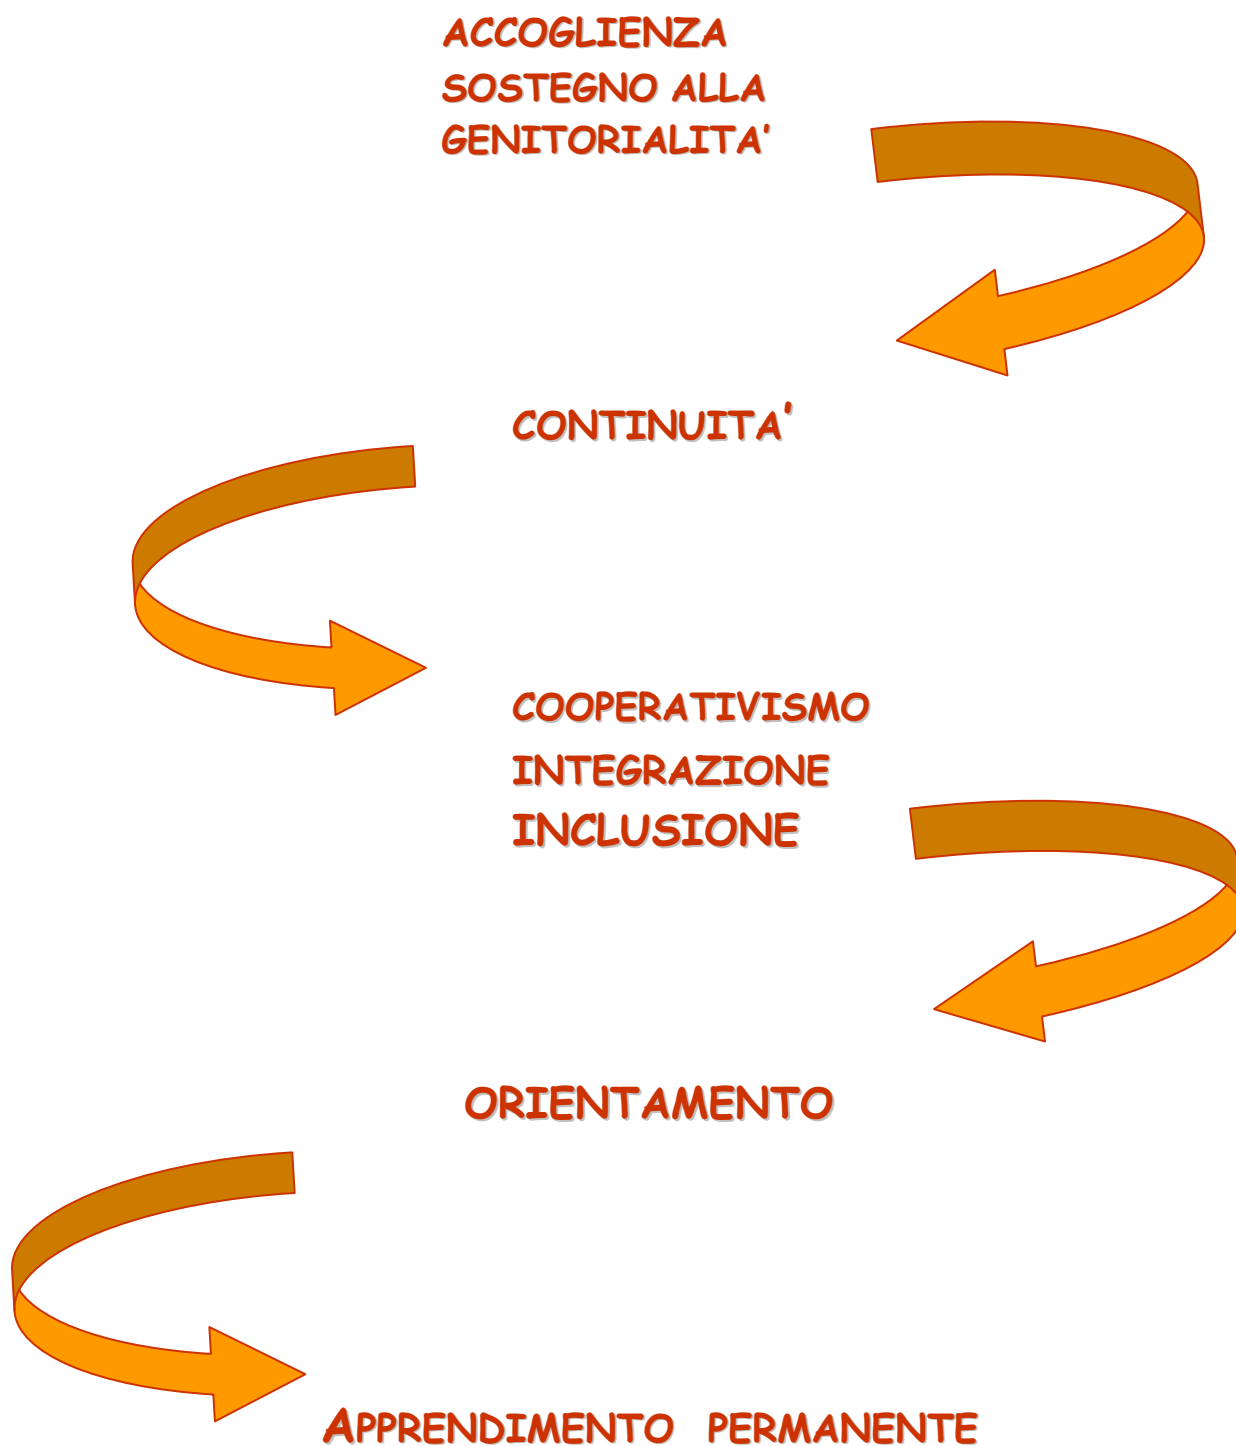 ACCOGLIENZA
SOSTEGNO ALLA
GENITORIALITA'
CONTINUITA'
COOPERATIVISMO
INTEGRAZIONE
INCLUSIONE
ORIENTAMENTO
APPRENDIMENTO PERMANENTE